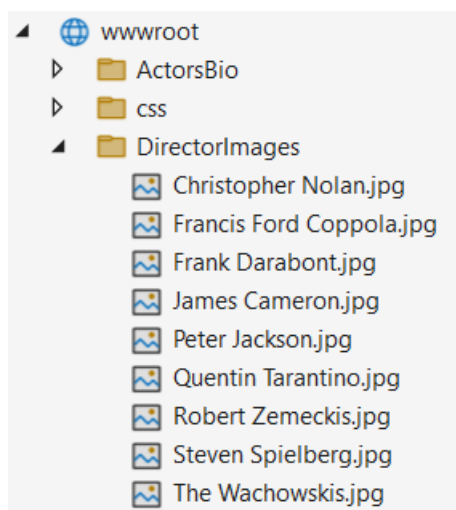 wwwroot
ActorsBio
css
DirectorImages
Christopher Nolan.jpg
Francis Ford Coppola.jpg
Frank Darabont.jpg
James Cameron.jpg
Peter Jackson.jpg
Quentin Tarantino.jpg
Robert Zemeckis.jpg
Steven Spielberg.jpg
The Wachowskis.jpg